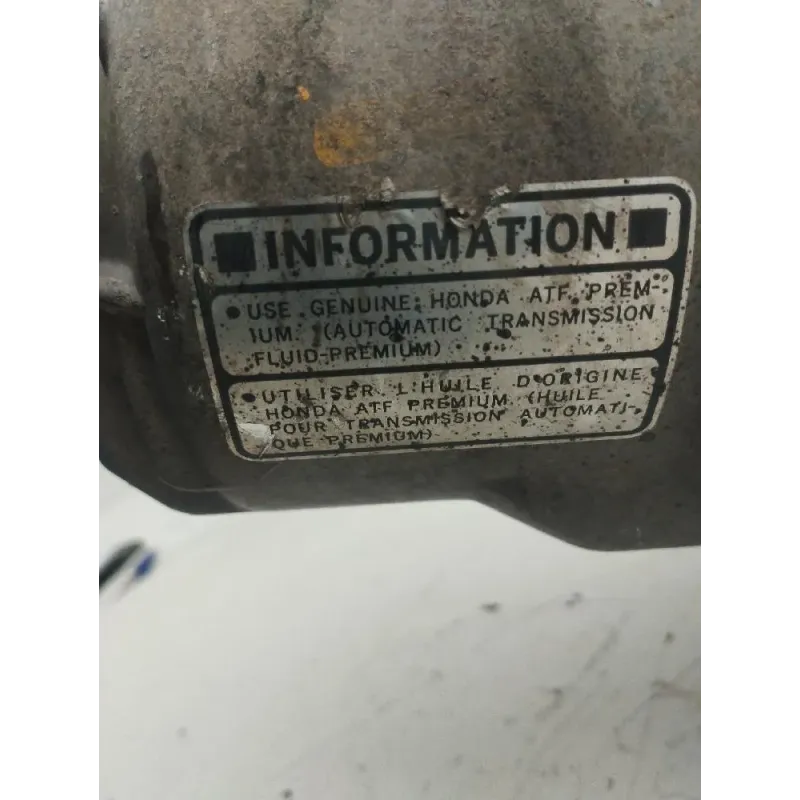 INFORMATION
• USE GENUINE HONDA ATF PREM-
IUM (AUTOMATIC TRANSMISSION
FLUID-PREMIUM)
• UTILISER L'HUILE D'ORIGINE
HONDA ATF PREMIUM (HUILE
POUR TRANSMISSION AUTOMATI-
QUE PREMIUM)